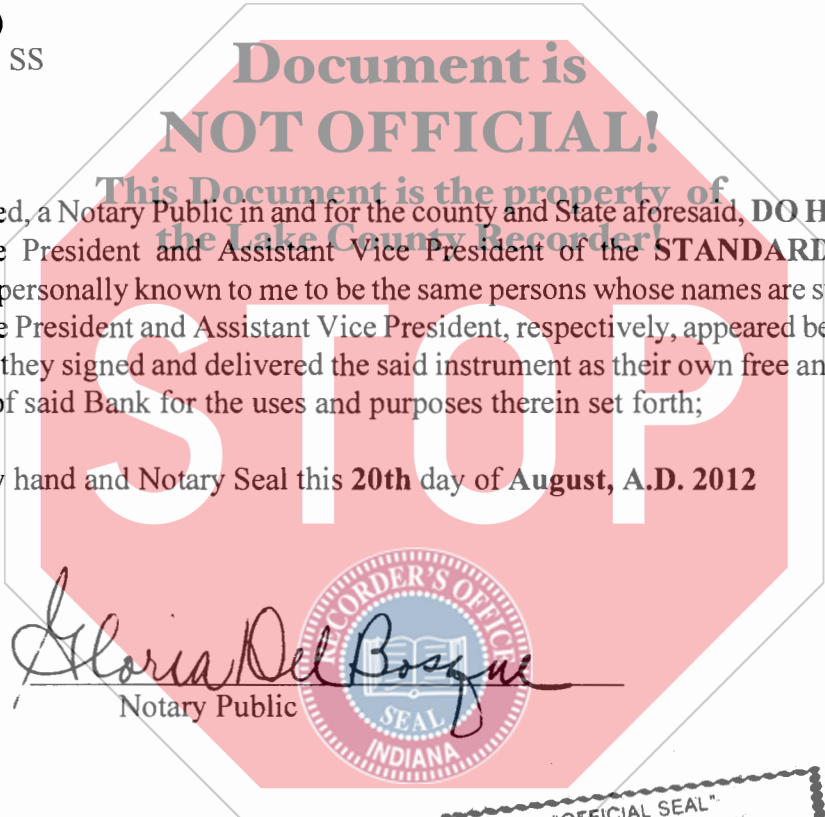 )
SS
Document is
NOT OFFICIAL!
This Document is the property of
the Lake County Recorder!
ed, a Notary Public in and for the county and State aforesaid, DO H
e President and Assistant Vice President of the STANDARD
personally known to me to be the same persons whose names are s
e President and Assistant Vice President, respectively, appeared be
they signed and delivered the said instrument as their own free an
of said Bank for the uses and purposes therein set forth;
STOP
y hand and Notary Seal this 20th day of August, A.D. 2012
Gloria Del Bosque
Notary Public
RECORDER'S OFFICE
SEAL
INDIANA
"OFFICIAL SEAL"